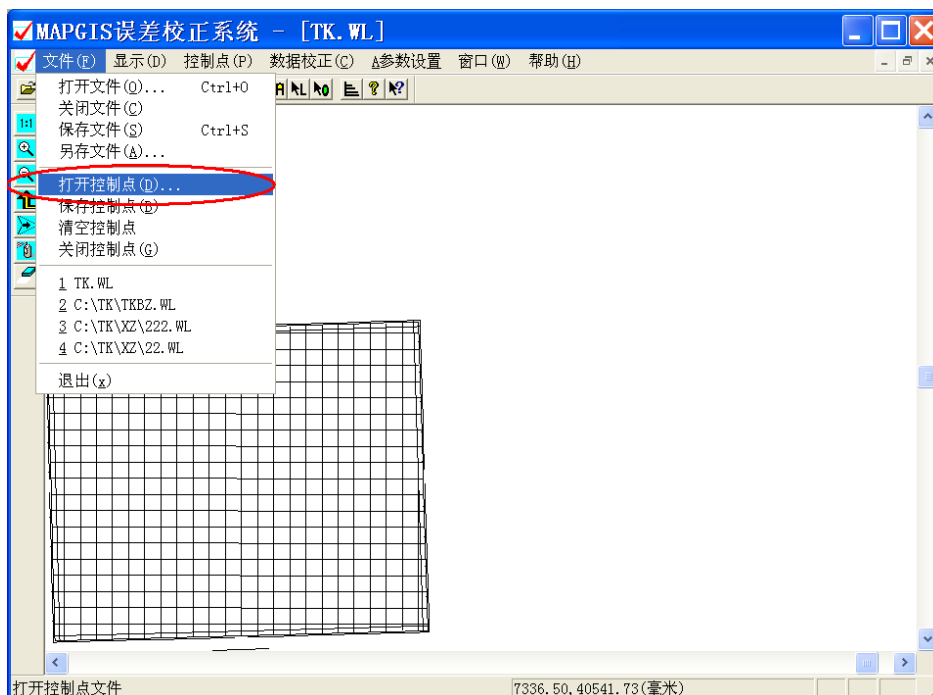 MAPGIS误差校正系统 - [TK.WL]
文件(F) 显示(D) 控制点(P) 数据校正(C) A参数设置 窗口(W) 帮助(H)
打开文件(O)... Ctrl+O
关闭文件(C)
保存文件(S) Ctrl+S
另存文件(A)...
打开控制点(D)...
保存控制点(B)
清空控制点
关闭控制点(G)
1 TK.WL
2 C:\TK\TKBZ.WL
3 C:\TK\XZ\222.WL
4 C:\TK\XZ\22.WL
退出(x)
1:1
打开控制点文件
7336.50,40541.73(毫米)